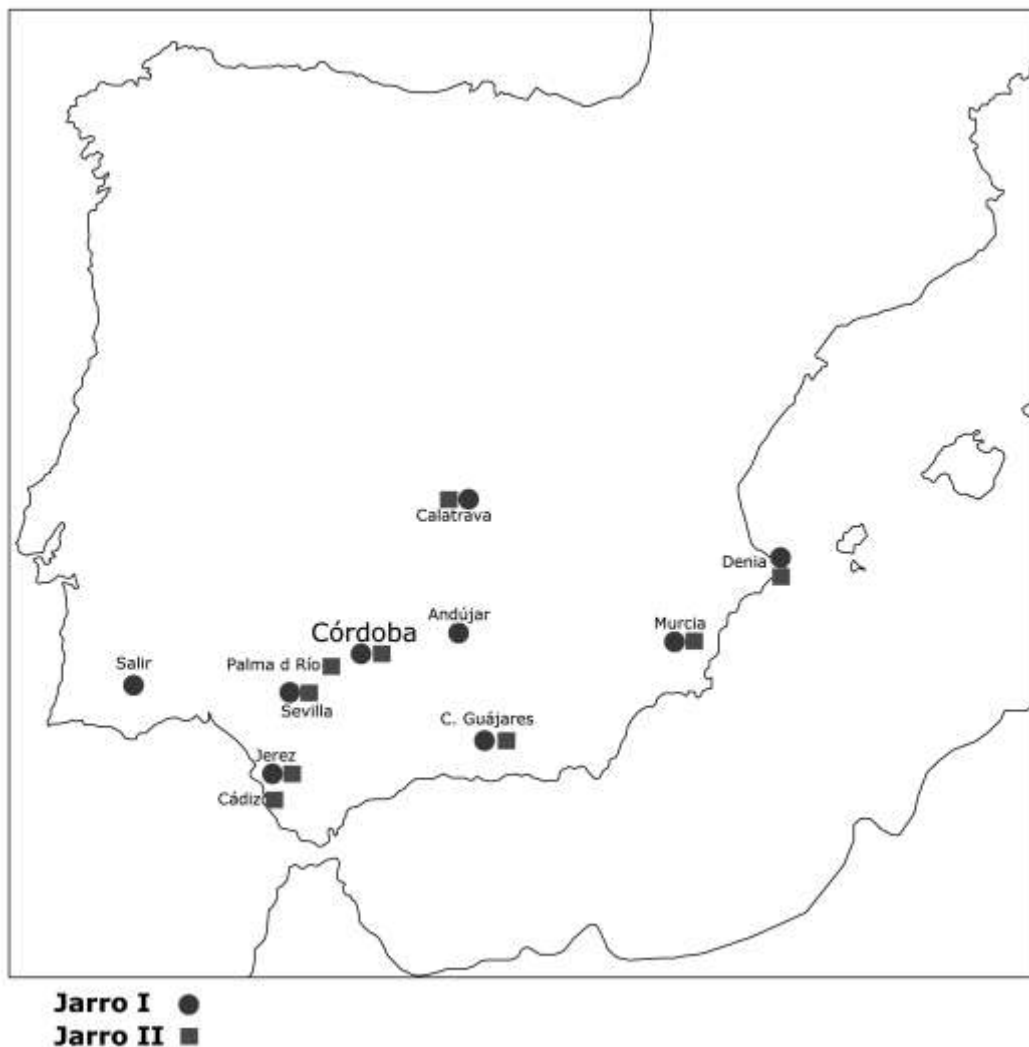 Calatrava
Denia
Andújar
Murcia
Córdoba
Salir
Palma d Río
Sevilla
C. Guájares
Jerez
Cádiz
Jarro I
Jarro II